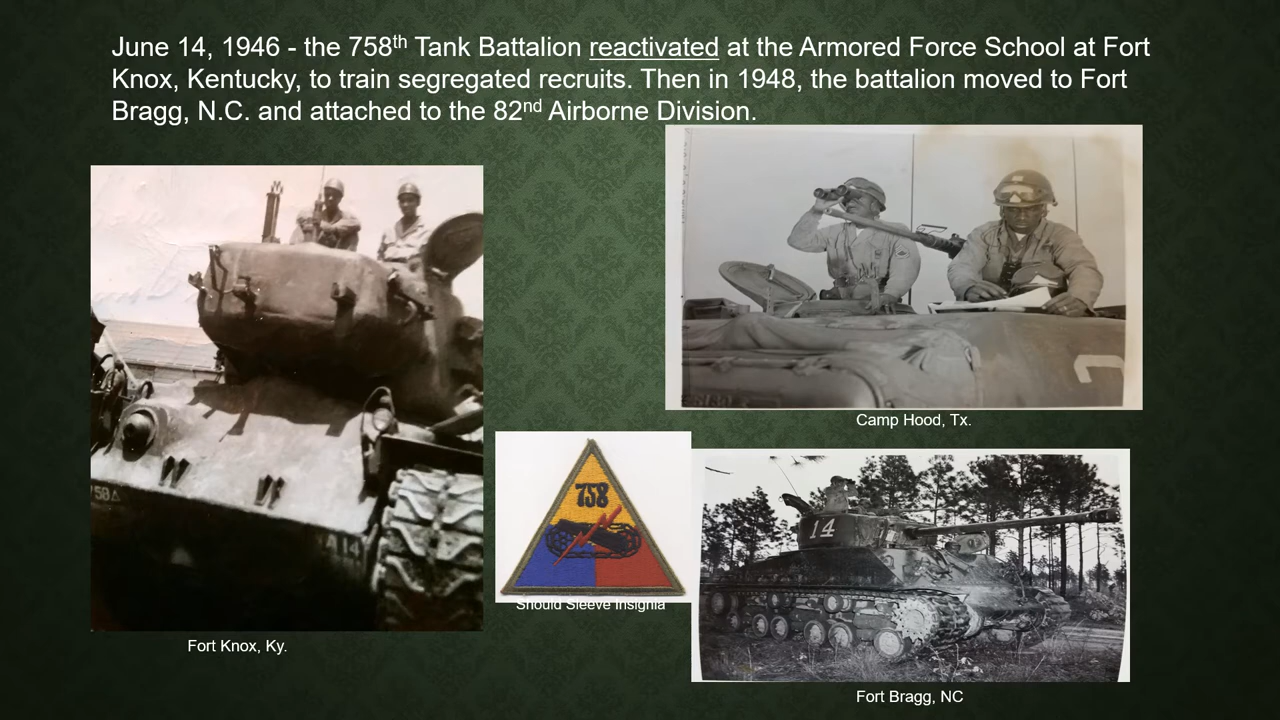 June 14, 1946 - the 758th Tank Battalion reactivated at the Armored Force School at Fort
Knox, Kentucky, to train segregated recruits. Then in 1948, the battalion moved to Fort
Bragg, N.C. and attached to the 82nd Airborne Division.
Camp Hood, Tx.
758
14
758Δ
A14
Should Sleeve Insignia
Fort Knox, Ky.
Fort Bragg, NC